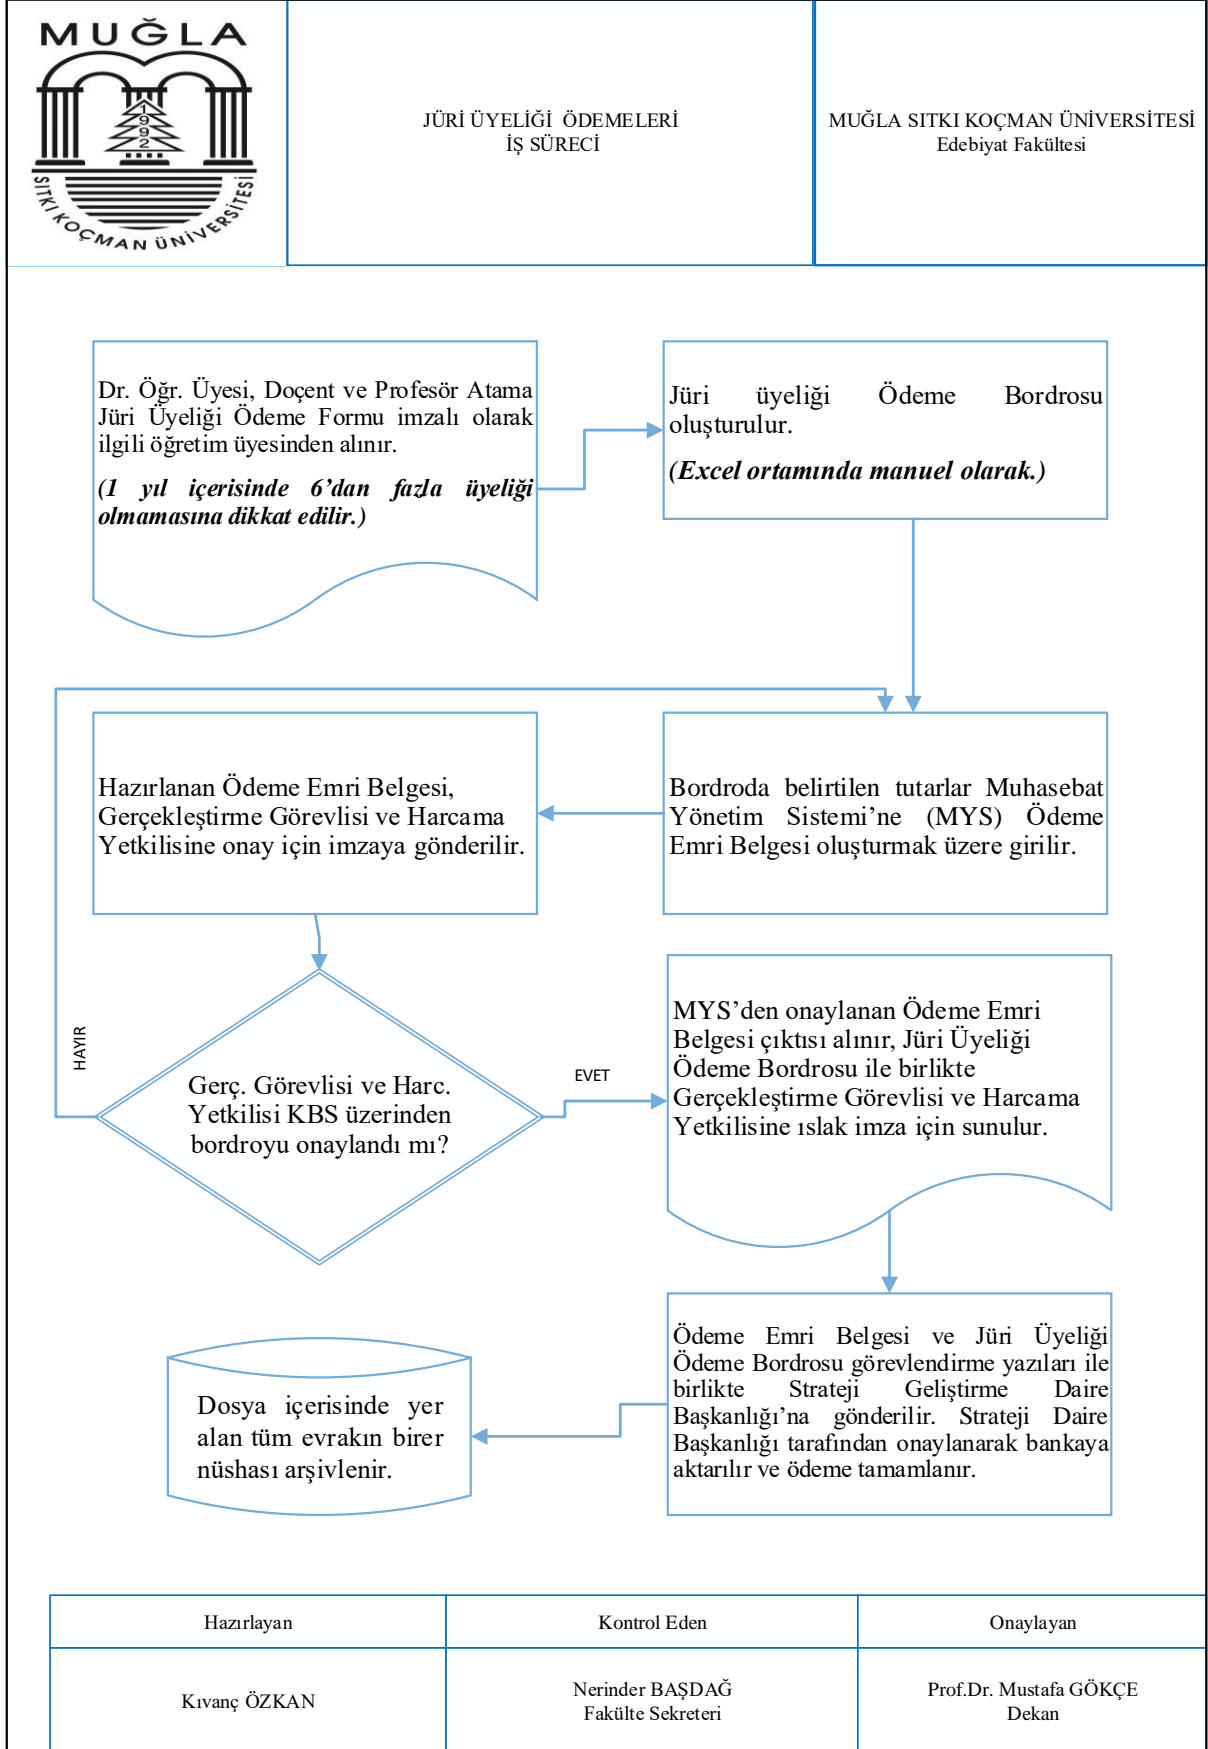 MUĞLA
1992
SITKI KOÇMAN ÜNİVERSİTESİ
JÜRİ ÜYELİĞİ ÖDEMELERİ
İŞ SÜRECİ
MUĞLA SITKI KOÇMAN ÜNİVERSİTESİ
Edebiyat Fakültesi
Dr. Öğr. Üyesi, Doçent ve Profesör Atama
Jüri Üyeliği Ödeme Formu imzalı olarak
ilgili öğretim üyesinden alınır.
(1 yıl içerisinde 6’dan fazla üyeliği
olmamasına dikkat edilir.)
Jüri üyeliği Ödeme Bordrosu
oluşturulur.
(Excel ortamında manuel olarak.)
Bordroda belirtilen tutarlar Muhasebat
Yönetim Sistemi’ne (MYS) Ödeme
Emri Belgesi oluşturmak üzere girilir.
Hazırlanan Ödeme Emri Belgesi,
Gerçekleştirme Görevlisi ve Harcama
Yetkilisine onay için imzaya gönderilir.
Gerç. Görevlisi ve Harc.
Yetkilisi KBS üzerinden
bordroyu onaylandı mı?
HAYIR
EVET
MYS’den onaylanan Ödeme Emri
Belgesi çıktısı alınır, Jüri Üyeliği
Ödeme Bordrosu ile birlikte
Gerçekleştirme Görevlisi ve Harcama
Yetkilisine ıslak imza için sunulur.
Ödeme Emri Belgesi ve Jüri Üyeliği
Ödeme Bordrosu görevlendirme yazıları ile
birlikte Strateji Geliştirme Daire
Başkanlığı’na gönderilir. Strateji Daire
Başkanlığı tarafından onaylanarak bankaya
aktarılır ve ödeme tamamlanır.
Dosya içerisinde yer
alan tüm evrakın birer
nüshası arşivlenir.
Hazırlayan
Kontrol Eden
Onaylayan
Kıvanç ÖZKAN
Nerinder BAŞDAĞ
Fakülte Sekreteri
Prof.Dr. Mustafa GÖKÇE
Dekan